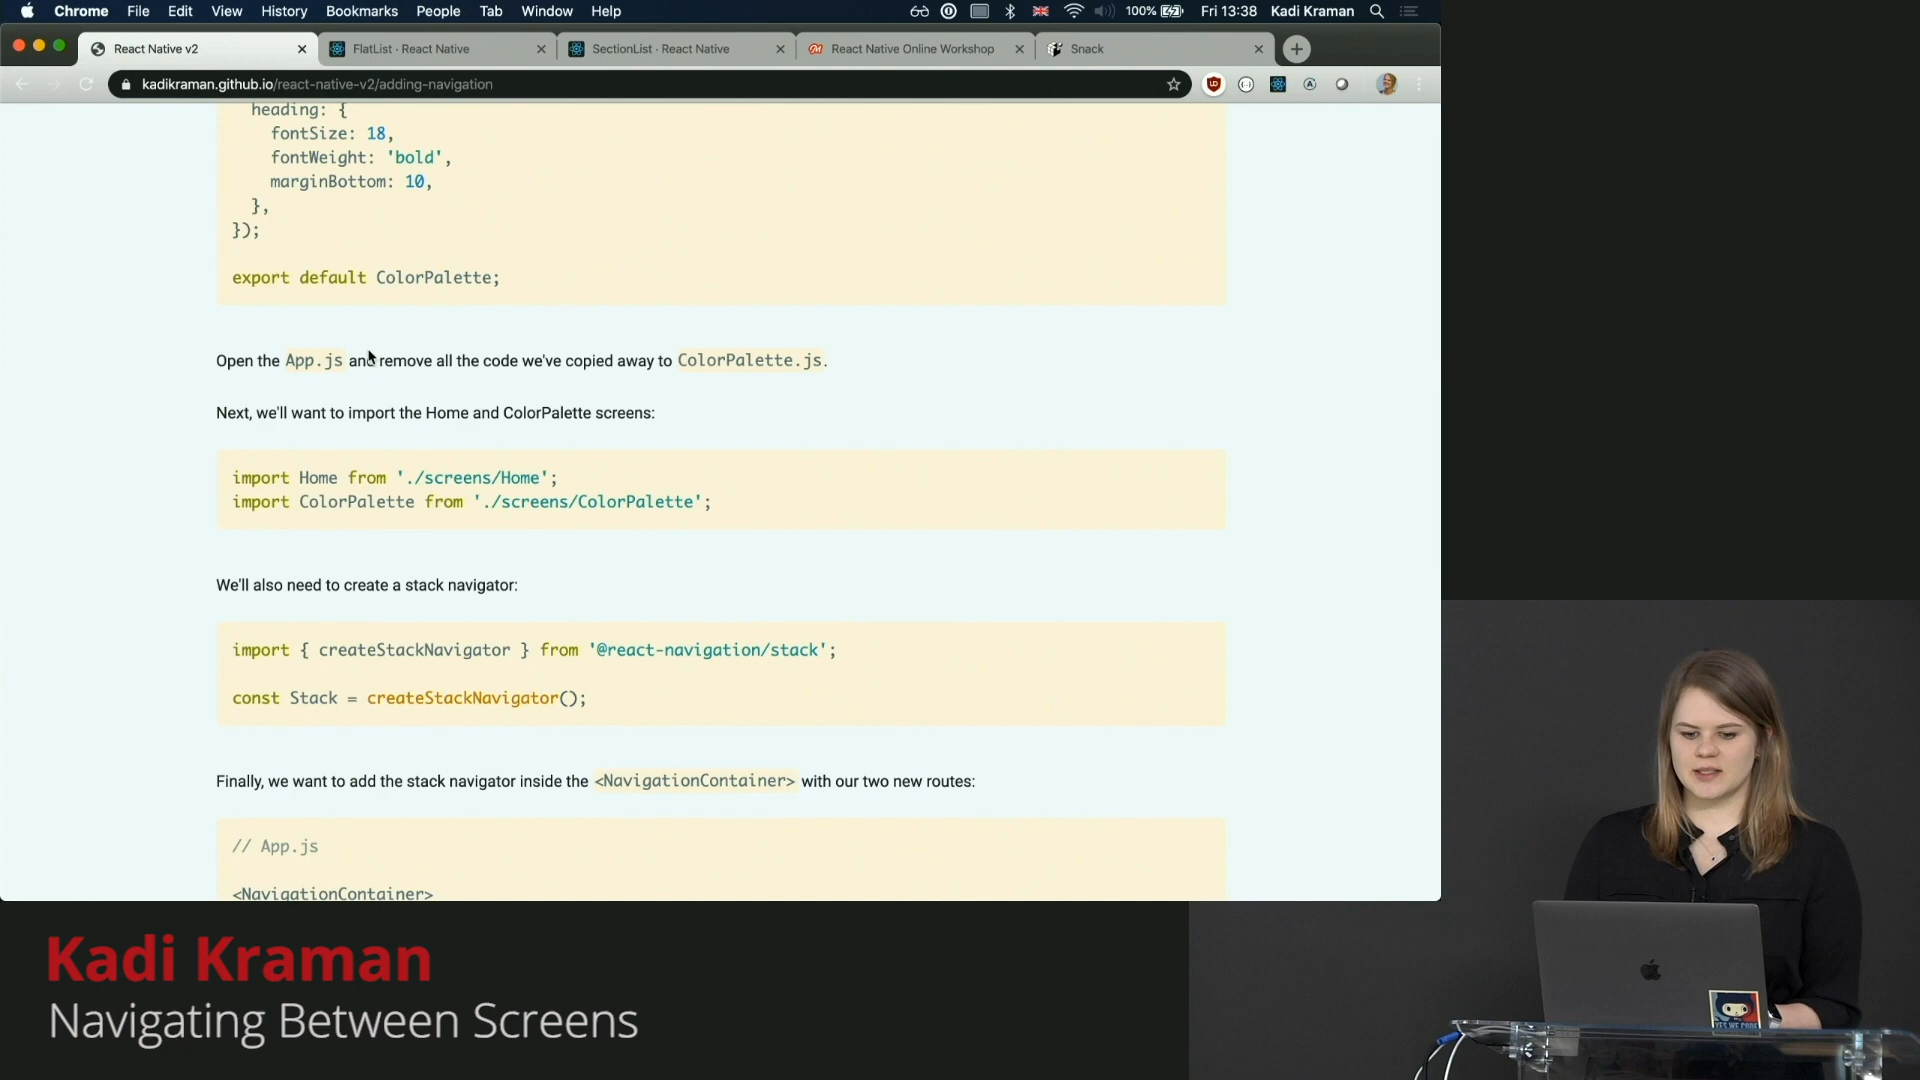 Chrome File Edit View History Bookmarks People Tab Window Help 100% Fri 13:38 Kadi Kraman
React Native v2 FlatList · React Native SectionList · React Native React Native Online Workshop Snack
kadikraman.github.io/react-native-v2/adding-navigation
heading: {
fontSize: 18,
fontWeight: 'bold',
marginBottom: 10,
},
});
export default ColorPalette;
Open the App.js and remove all the code we've copied away to ColorPalette.js.
Next, we'll want to import the Home and ColorPalette screens:
import Home from './screens/Home';
import ColorPalette from './screens/ColorPalette';
We'll also need to create a stack navigator:
import { createStackNavigator } from '@react-navigation/stack';
const Stack = createStackNavigator();
Finally, we want to add the stack navigator inside the <NavigationContainer> with our two new routes:
// App.js
<NavigationContainer>
Kadi Kraman
Navigating Between Screens
YES WE CODE